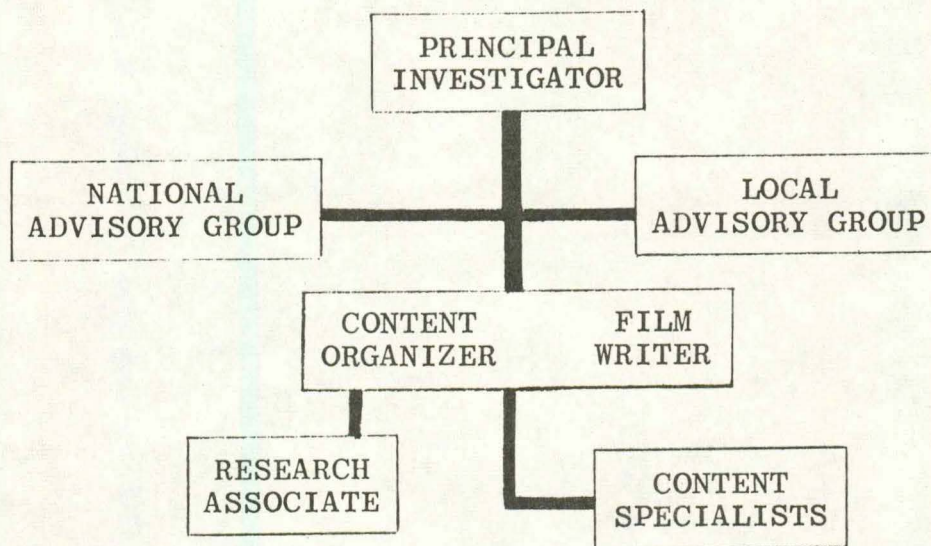 PRINCIPAL
INVESTIGATOR
NATIONAL
ADVISORY GROUP
LOCAL
ADVISORY GROUP
CONTENT
ORGANIZER
FILM
WRITER
RESEARCH
ASSOCIATE
CONTENT
SPECIALISTS